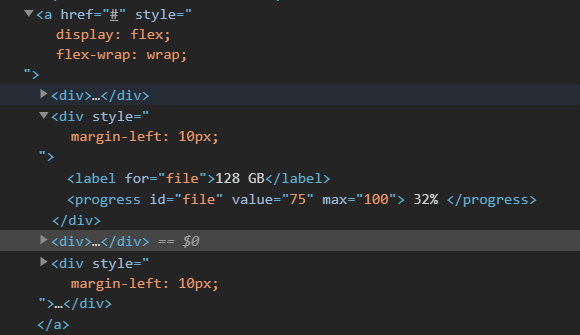 ▼<a href="#" style="
display: flex;
flex-wrap: wrap;
">
▶<div>…</div>
▼<div style="
margin-left: 10px;
">
<label for="file">128 GB</label>
<progress id="file" value="75" max="100"> 32% </progress>
</div>
▶<div>…</div> == $0
▶<div style="
margin-left: 10px;
">…</div>
</a>